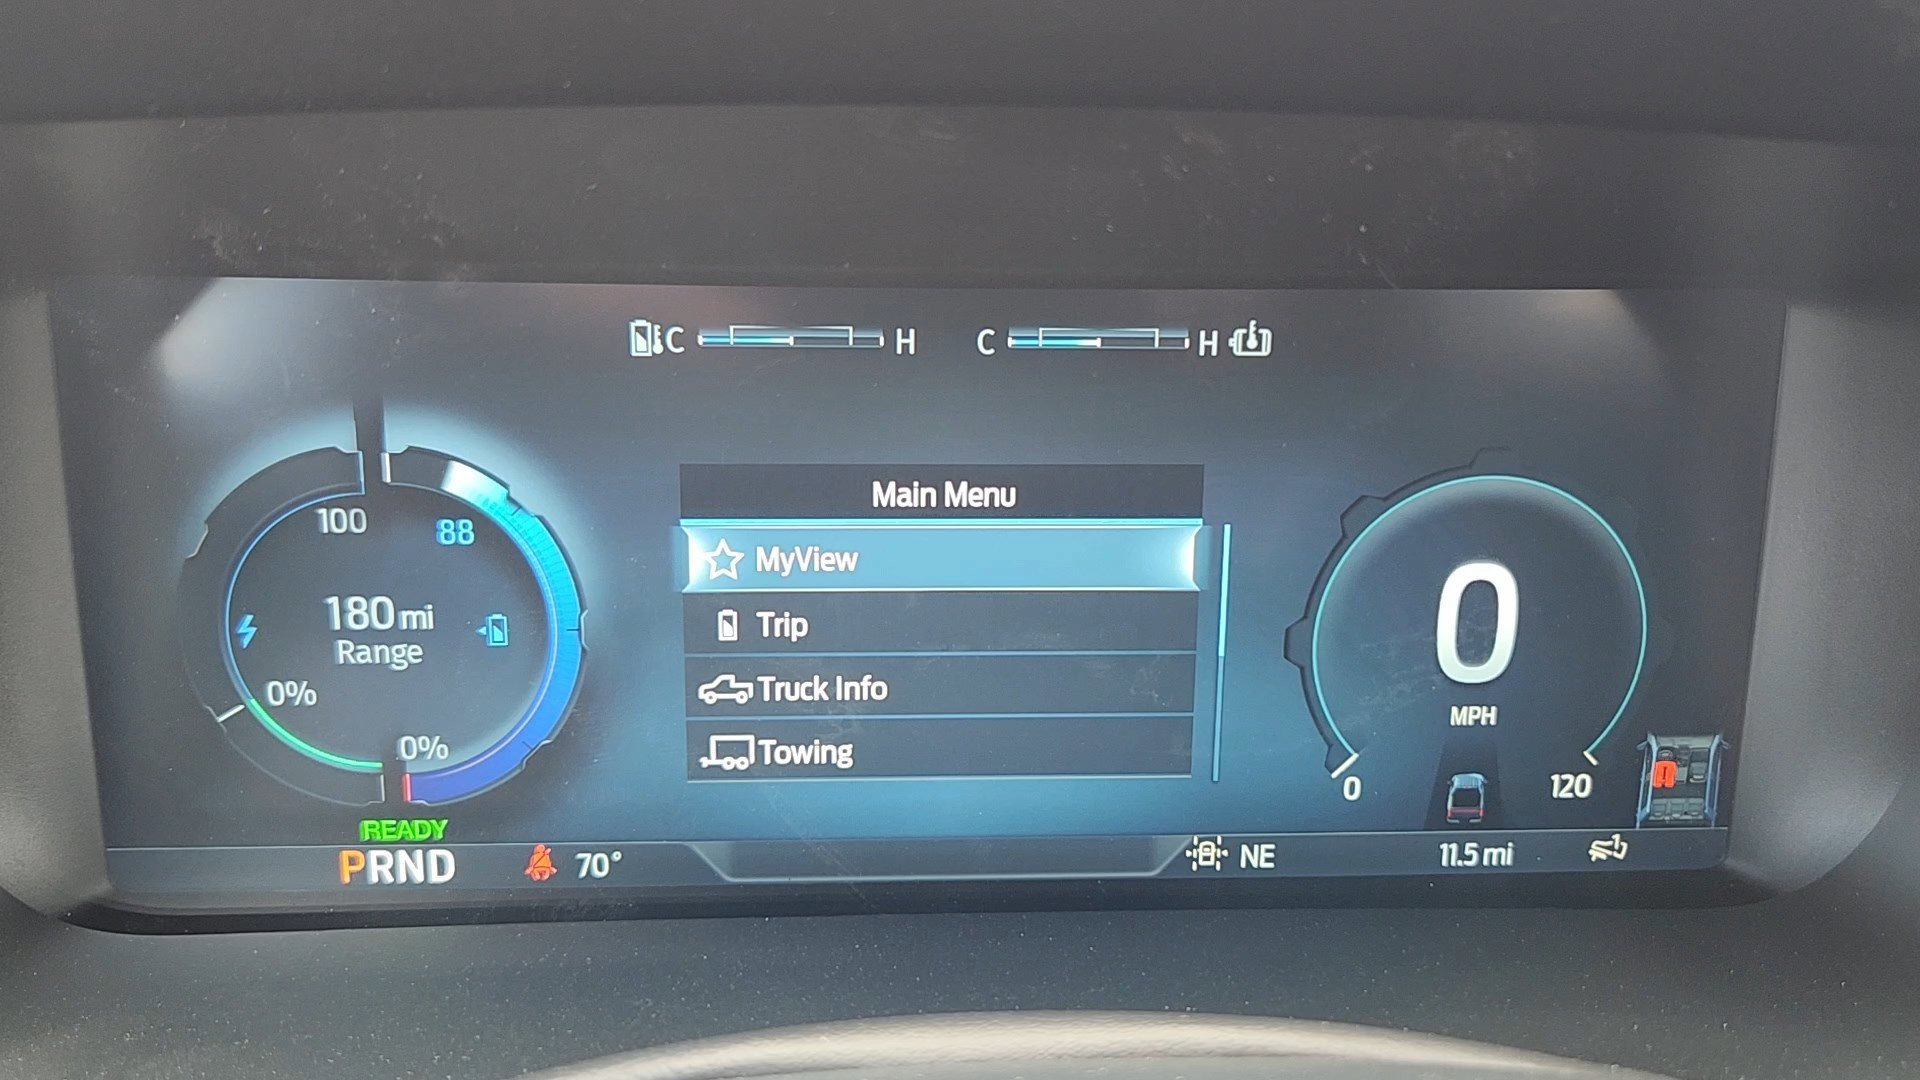 C H
C H
100 88
180 mi
Range
0%
0%
READY
PRND
70°
Main Menu
MyView
Trip
Truck Info
Towing
0
MPH
0 120
NE
11.5 mi
1